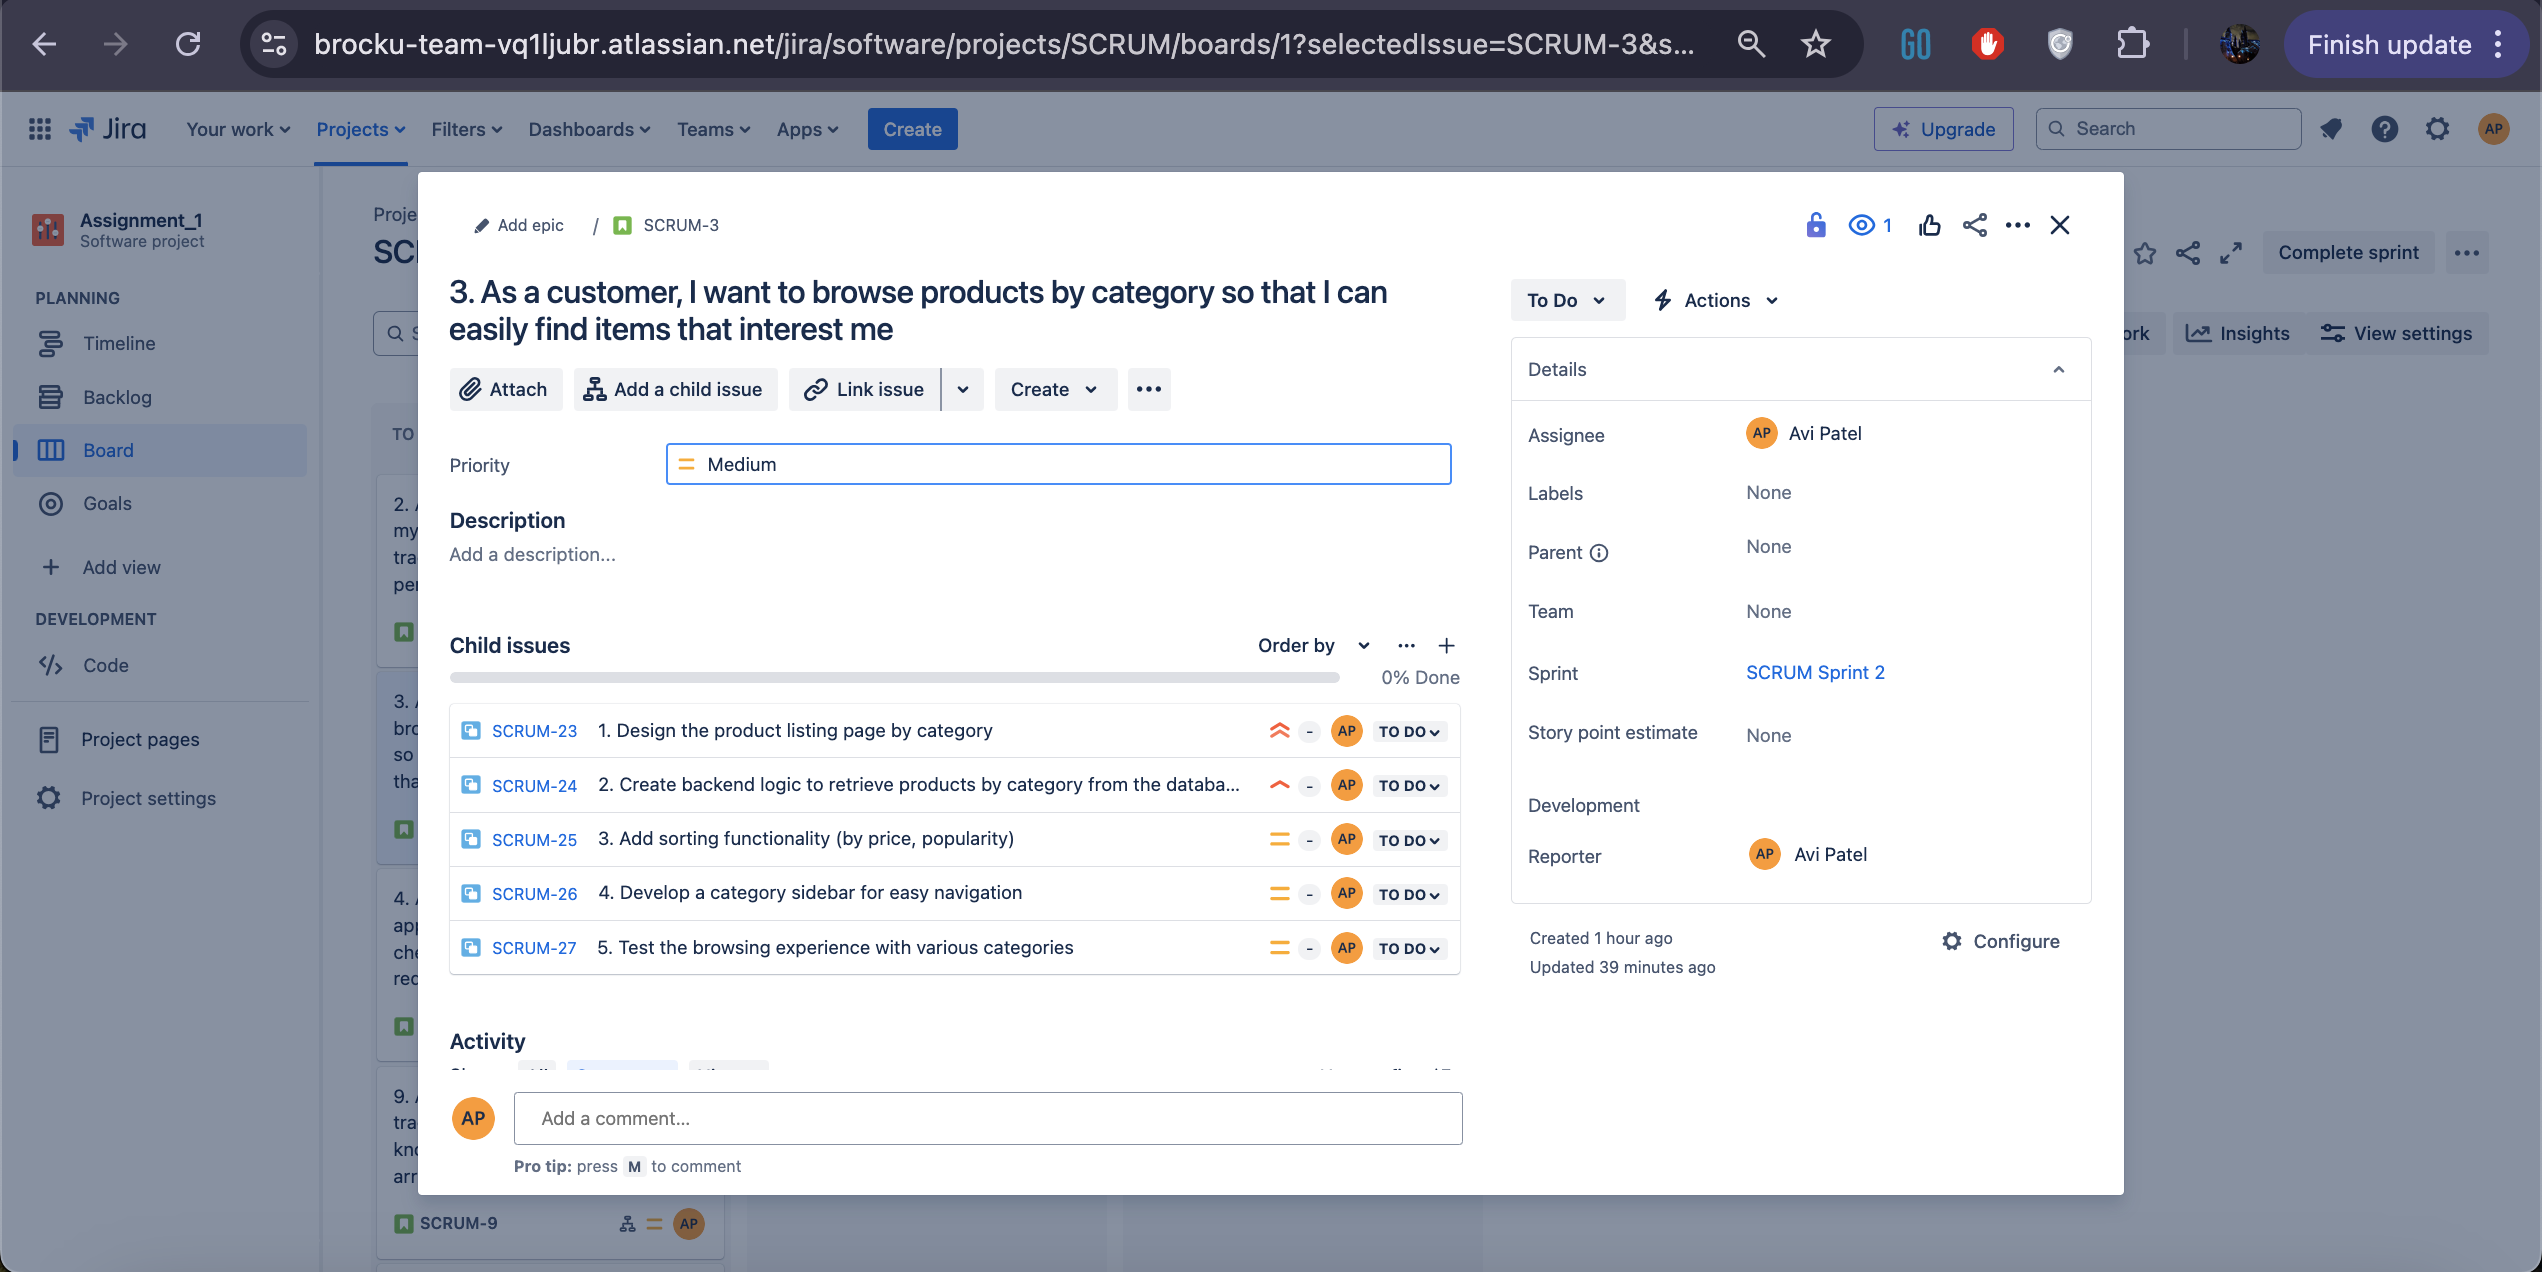 brocku-team-vq1ljubr.atlassian.net/jira/software/projects/SCRUM/boards/1?selectedIssue=SCRUM-3&s...
GO
Finish update
Jira
Your work
Projects
Filters
Dashboards
Teams
Apps
Create
Upgrade
Search
AP
Assignment_1
Software project
PLANNING
Timeline
Backlog
Board
Goals
Add view
DEVELOPMENT
Code
Project pages
Project settings
Complete sprint
Insights
View settings
TO
2.
my
3.
so
4.
9.
SCRUM-9
AP
Add epic
/
SCRUM-3
1
3. As a customer, I want to browse products by category so that I can
easily find items that interest me
Attach
Add a child issue
Link issue
Create
Priority
Medium
Description
Add a description...
Child issues
Order by
0% Done
SCRUM-23 1. Design the product listing page by category - AP TO DO
SCRUM-24 2. Create backend logic to retrieve products by category from the databa... - AP TO DO
SCRUM-25 3. Add sorting functionality (by price, popularity) - AP TO DO
SCRUM-26 4. Develop a category sidebar for easy navigation - AP TO DO
SCRUM-27 5. Test the browsing experience with various categories - AP TO DO
Activity
AP
Add a comment...
Pro tip: press M to comment
To Do
Actions
Details
Assignee AP Avi Patel
Labels None
Parent None
Team None
Sprint SCRUM Sprint 2
Story point estimate None
Development
Reporter AP Avi Patel
Created 1 hour ago
Updated 39 minutes ago
Configure